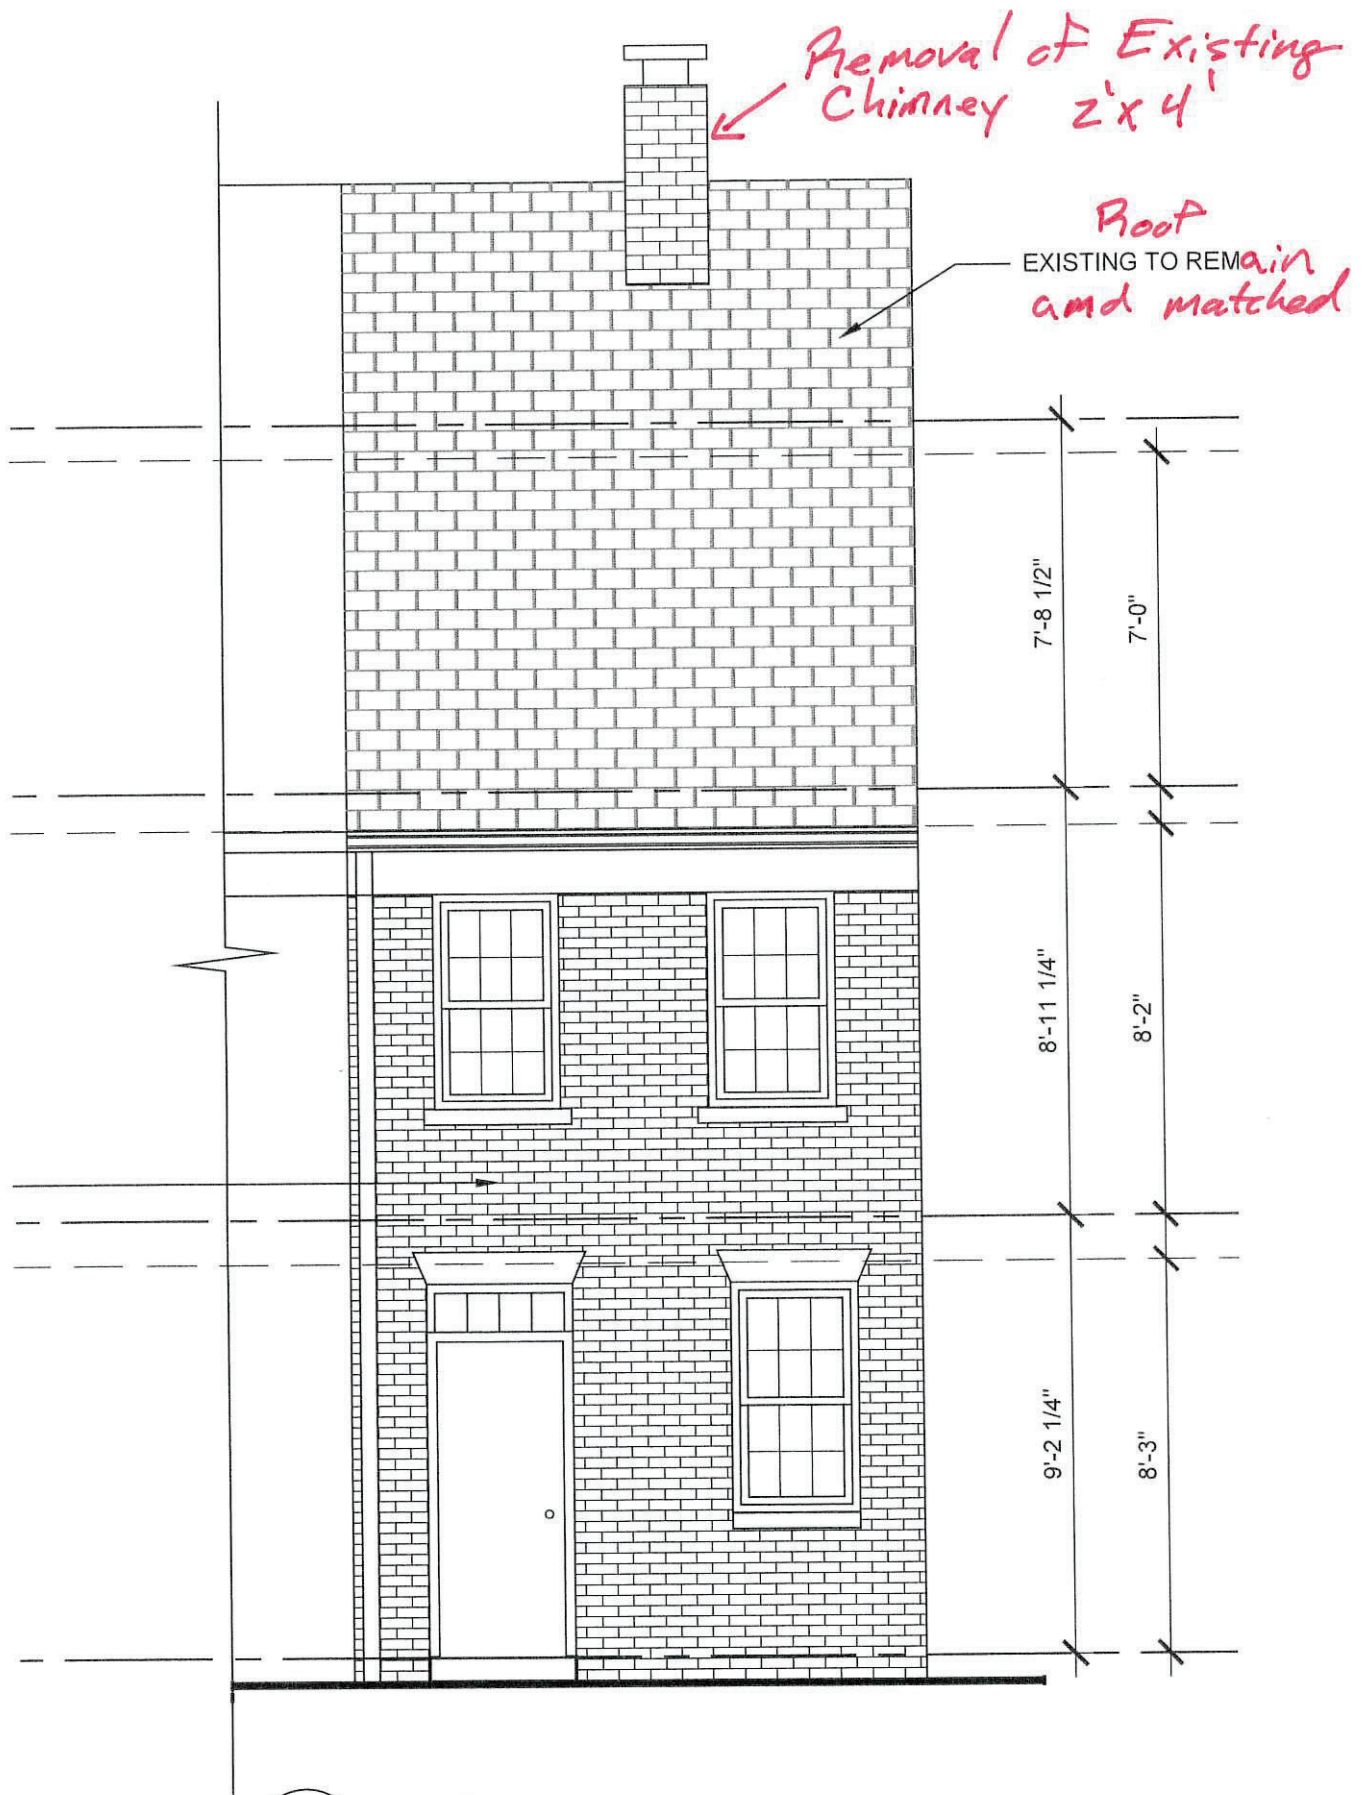 Removal of Existing
Chimney 2'x4'
Roof
EXISTING TO REMain
and matched
7'-8 1/2"
7'-0"
8'-11 1/4"
8'-2"
9'-2 1/4"
8'-3"